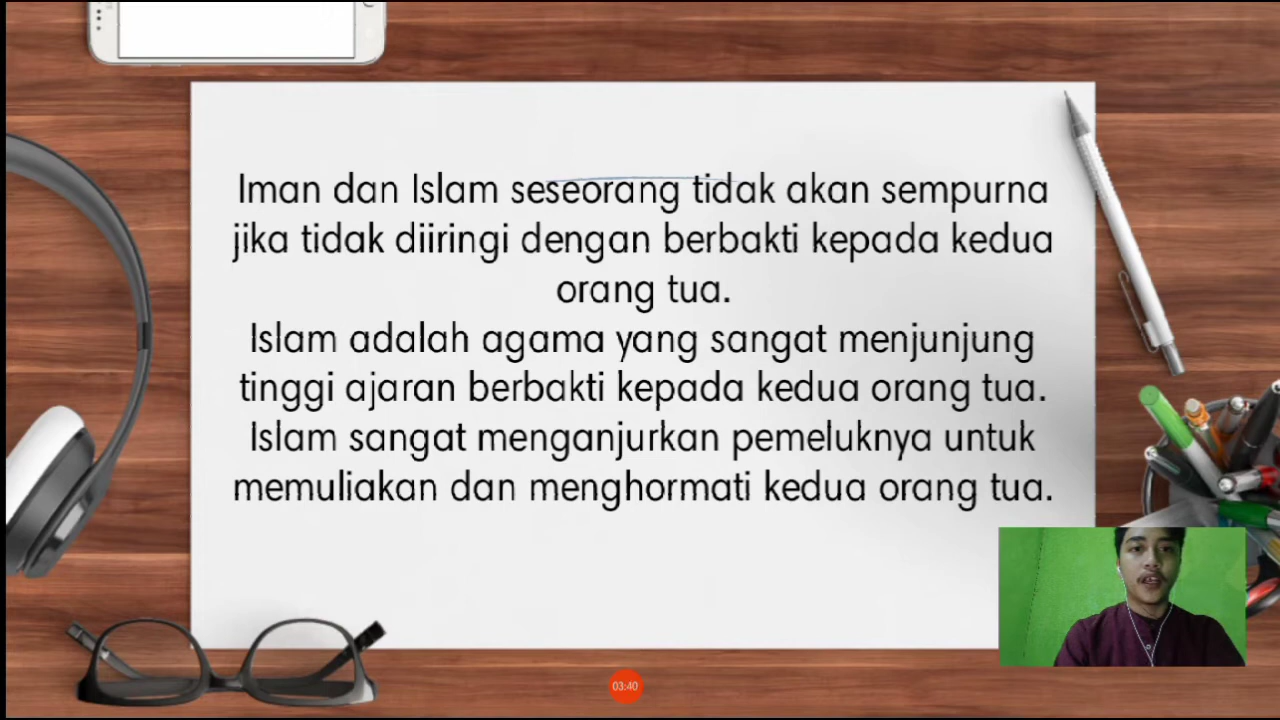 Iman dan Islam seseorang tidak akan sempurna
jika tidak diiringi dengan berbakti kepada kedua
orang tua.
Islam adalah agama yang sangat menjunjung
tinggi ajaran berbakti kepada kedua orang tua.
Islam sangat menganjurkan pemeluknya untuk
memuliakan dan menghormati kedua orang tua.
03:40